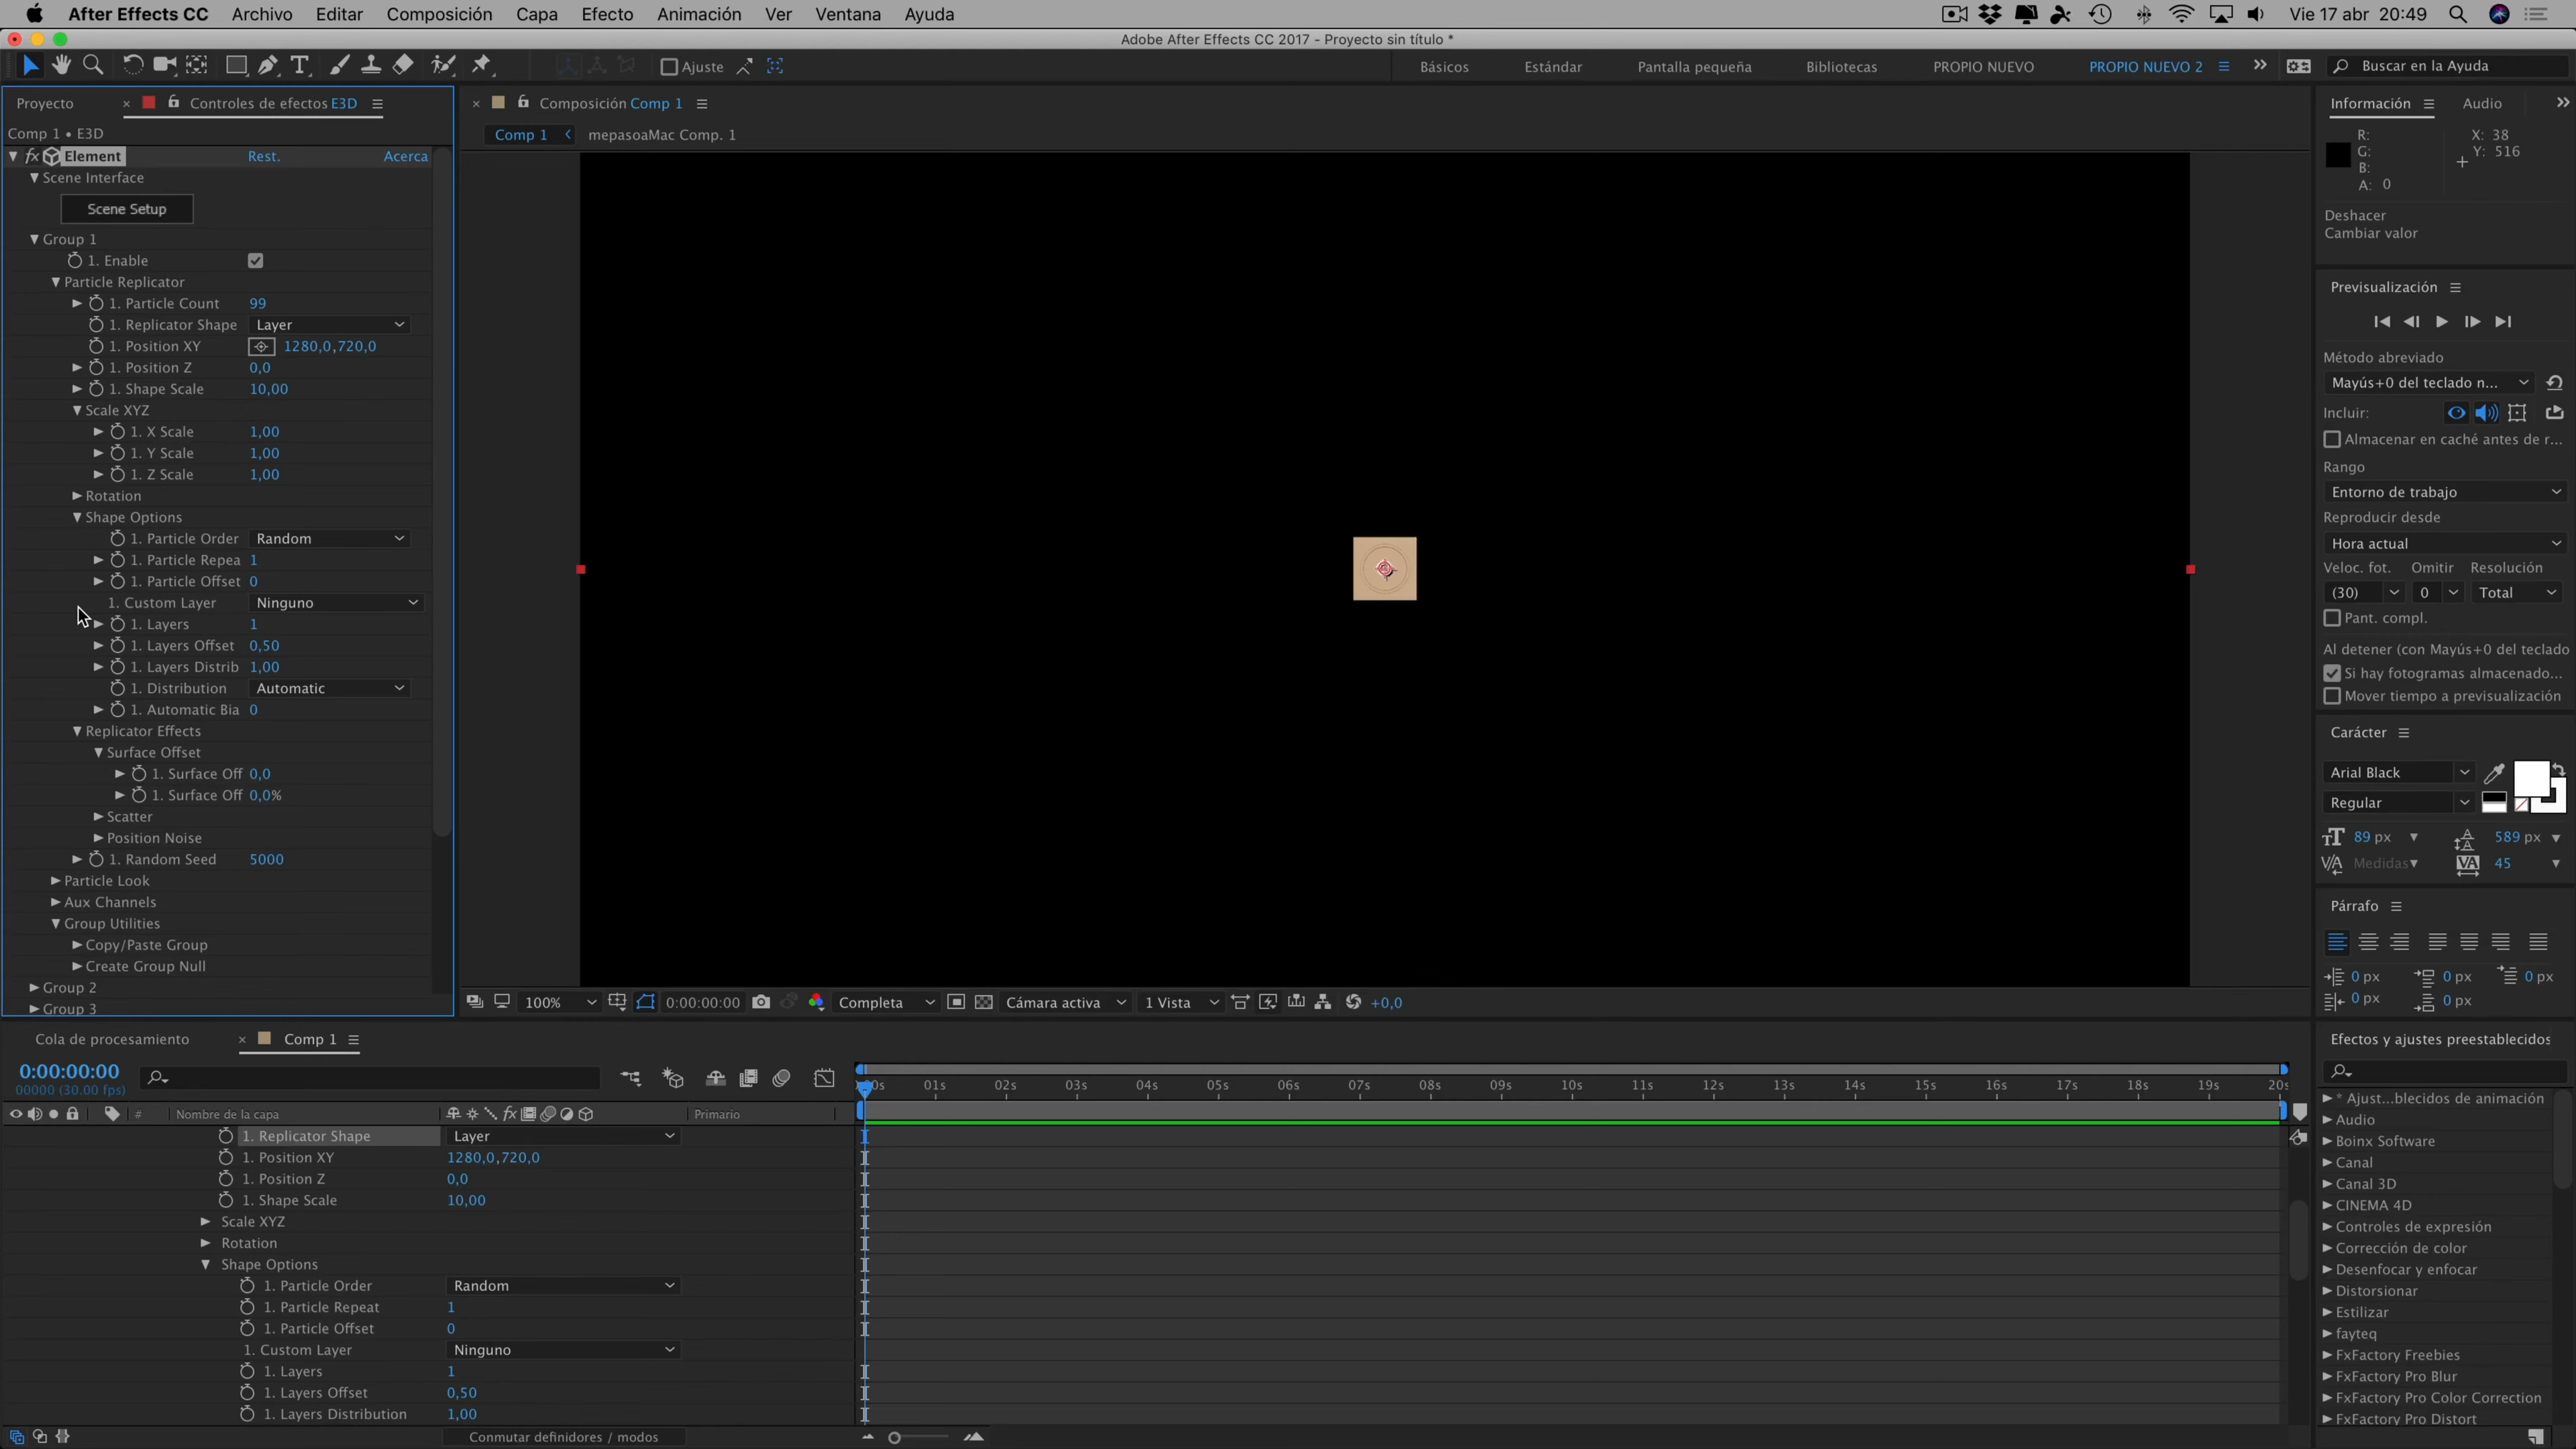 After Effects CC Archivo Editar Composición Capa Efecto Animación Ver Ventana Ayuda Vie 17 abr 20:49
Adobe After Effects CC 2017 - Proyecto sin título *
Ajuste Básicos Estándar Pantalla pequeña Bibliotecas PROPIO NUEVO PROPIO NUEVO 2 Buscar en la Ayuda
Proyecto Controles de efectos E3D
Comp 1 • E3D
fx Element Rest. Acerca
Scene Interface
Scene Setup
Group 1
1. Enable
Particle Replicator
1. Particle Count 99
1. Replicator Shape Layer
1. Position XY 1280,0,720,0
1. Position Z 0,0
1. Shape Scale 10,00
Scale XYZ
1. X Scale 1,00
1. Y Scale 1,00
1. Z Scale 1,00
Rotation
Shape Options
1. Particle Order Random
1. Particle Repea 1
1. Particle Offset 0
1. Custom Layer Ninguno
1. Layers 1
1. Layers Offset 0,50
1. Layers Distrib 1,00
1. Distribution Automatic
1. Automatic Bia 0
Replicator Effects
Surface Offset
1. Surface Off 0,0
1. Surface Off 0,0%
Scatter
Position Noise
1. Random Seed 5000
Particle Look
Aux Channels
Group Utilities
Copy/Paste Group
Create Group Null
Group 2
Group 3
Composición Comp 1
Comp 1 mepasoaMac Comp. 1
100% 0:00:00:00 Completa Cámara activa 1 Vista +0,0
Información Audio
R: X: 38
G: Y: 516
B:
A: 0
Deshacer
Cambiar valor
Previsualización
Método abreviado
Mayús+0 del teclado n...
Incluir:
Almacenar en caché antes de r...
Rango
Entorno de trabajo
Reproducir desde
Hora actual
Veloc. fot. Omitir Resolución
(30) 0 Total
Pant. compl.
Al detener (con Mayús+0 del teclado
Si hay fotogramas almacenado...
Mover tiempo a previsualización
Carácter
Arial Black
Regular
89 px 589 px
Medidas 45
Párrafo
0 px 0 px 0 px
0 px 0 px
Cola de procesamiento Comp 1
0:00:00:00
00000 (30.00 fps)
01s 02s 03s 04s 05s 06s 07s 08s 09s 10s 11s 12s 13s 14s 15s 16s 17s 18s 19s
# Nombre de la capa fx Primario
1. Replicator Shape Layer
1. Position XY 1280,0,720,0
1. Position Z 0,0
1. Shape Scale 10,00
Scale XYZ
Rotation
Shape Options
1. Particle Order Random
1. Particle Repeat 1
1. Particle Offset 0
1. Custom Layer Ninguno
1. Layers 1
1. Layers Offset 0,50
1. Layers Distribution 1,00
Conmutar definidores / modos
Efectos y ajustes preestablecidos
* Ajust...blecidos de animación
Audio
Boinx Software
Canal
Canal 3D
CINEMA 4D
Controles de expresión
Corrección de color
Desenfocar y enfocar
Distorsionar
Estilizar
fayteq
FxFactory Freebies
FxFactory Pro Blur
FxFactory Pro Color Correction
FxFactory Pro Distort